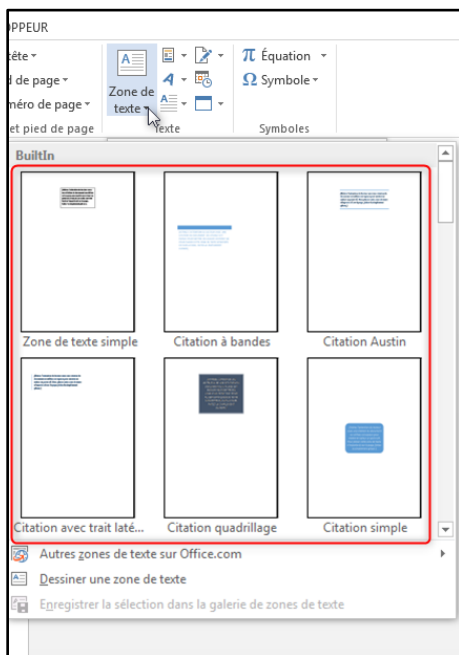 OPPEUR
ête
d de page
méro de page
et pied de page
Zone de
texte
Texte
π Équation
Ω Symbole
Symboles
BuiltIn
Zone de texte simple
Citation à bandes
Citation Austin
Citation avec trait laté...
Citation quadrillage
Citation simple
Autres zones de texte sur Office.com
Dessiner une zone de texte
Enregistrer la sélection dans la galerie de zones de texte